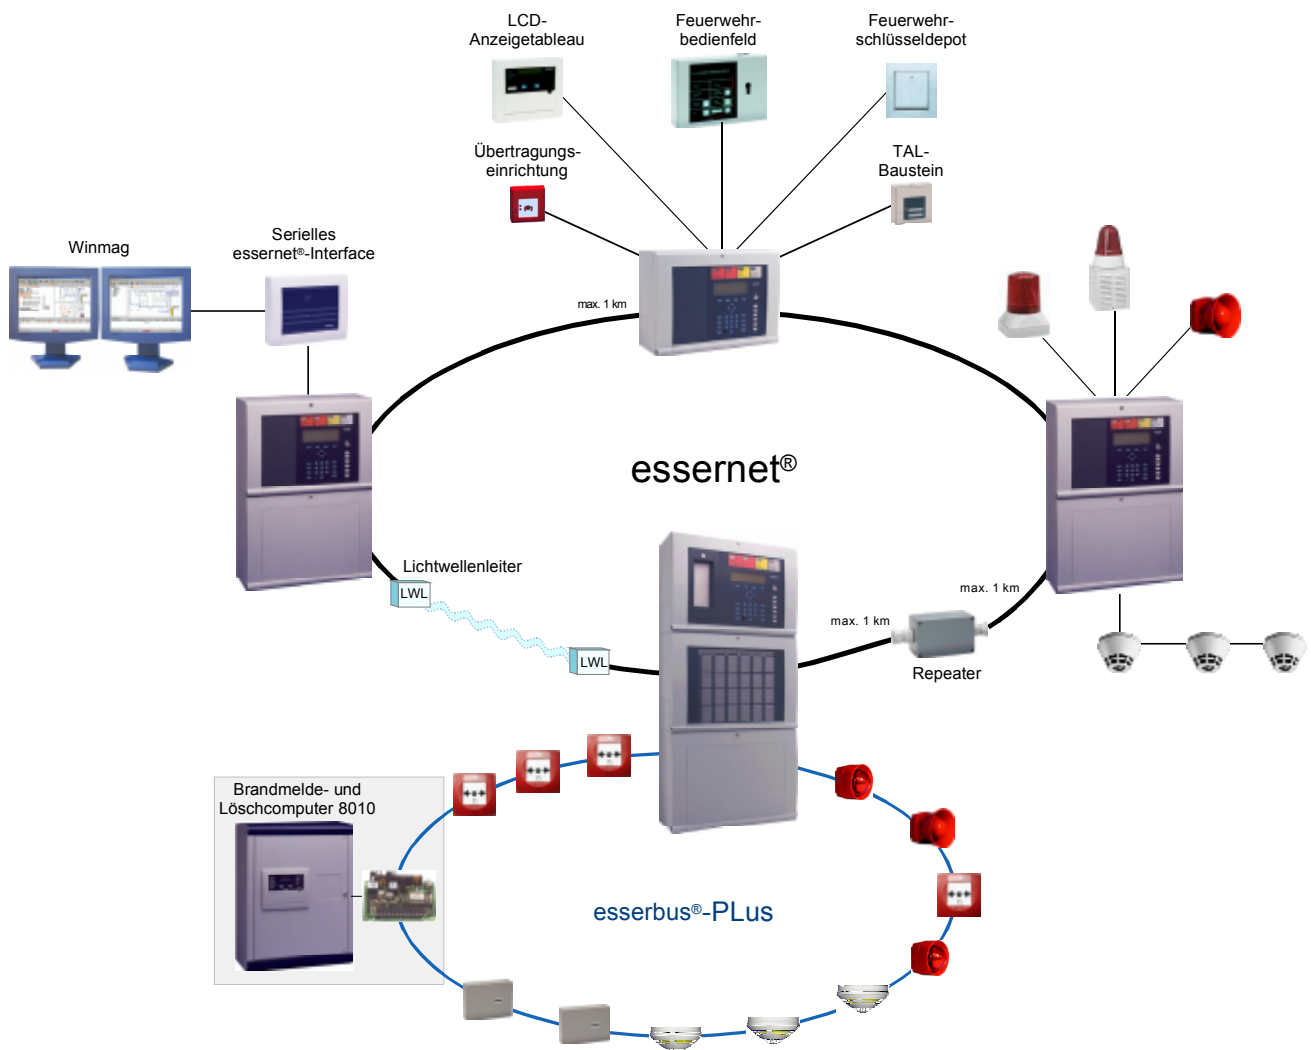 LCD-
Anzeigetableau
Feuerwehr-
bedienfeld
Feuerwehr-
schlüsseldepot
Übertragungs-
einrichtung
TAL-
Baustein
Winmag
Serielles
essernet®-Interface
max. 1 km
essernet®
Lichtwellenleiter
LWL
LWL
max. 1 km
max. 1 km
Repeater
Brandmelde- und
Löschcomputer 8010
esserbus®-PLus